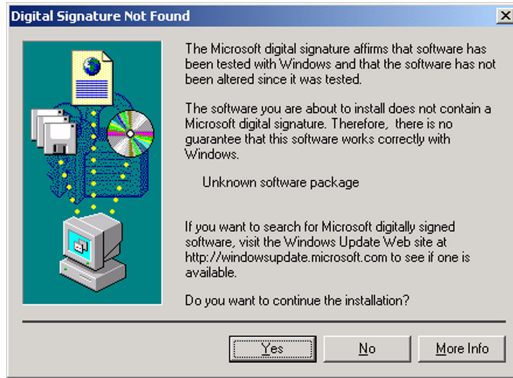 Digital Signature Not Found
The Microsoft digital signature affirms that software has
been tested with Windows and that the software has not
been altered since it was tested.
The software you are about to install does not contain a
Microsoft digital signature. Therefore, there is no
guarantee that this software works correctly with
Windows.
Unknown software package
If you want to search for Microsoft digitally signed
software, visit the Windows Update Web site at
http://windowsupdate.microsoft.com to see if one is
available.
Do you want to continue the installation?
Yes No More Info